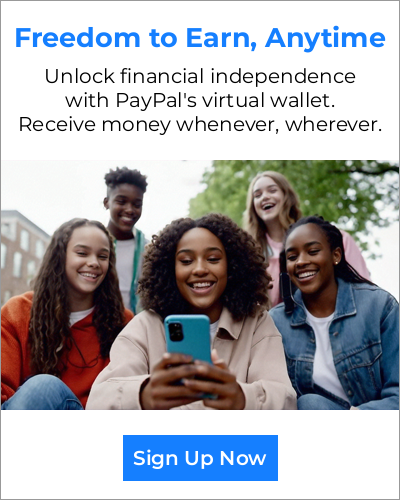 Freedom to Earn, Anytime
Unlock financial independence
with PayPal's virtual wallet.
Receive money whenever, wherever.
Sign Up Now